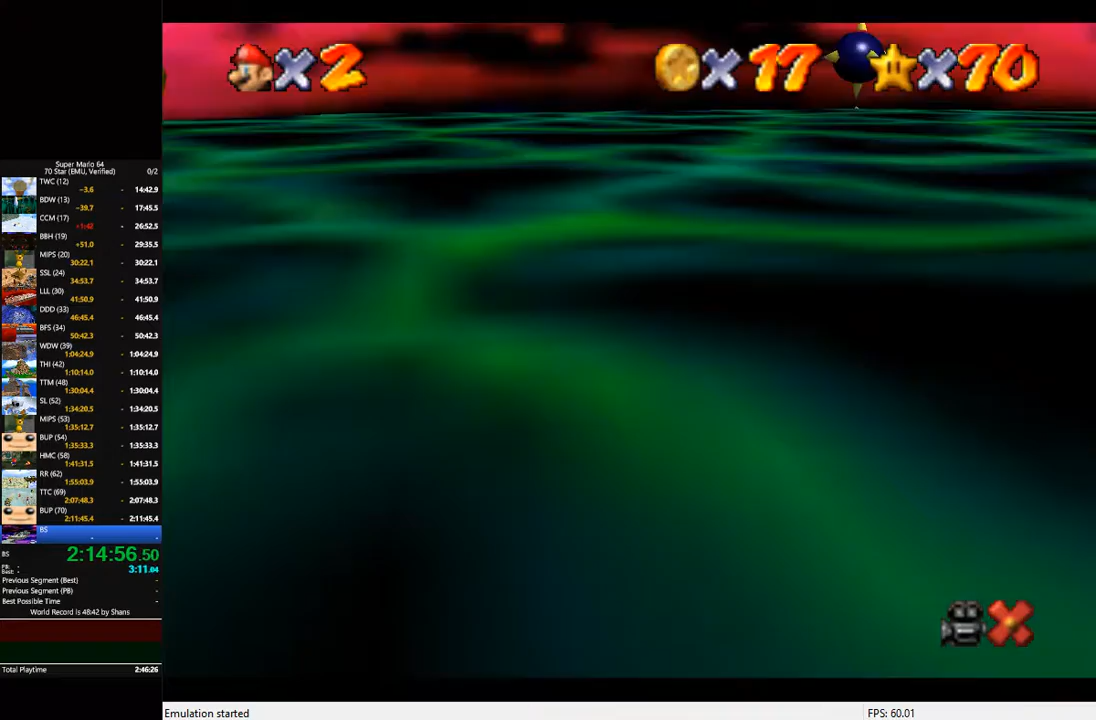 ×2 ×17 ×70
Super Mario 64
70 Star (EMU, Verified) 0/2
TWC (12) −3.6 - 14:42.9
BDW (13) −39.7 - 17:45.5
CCM (17) +1:42 - 26:52.5
BBH (19) +51.0 - 29:35.5
MIPS (20) 30:22.1 - 30:22.1
SSL (24) 34:53.7 - 34:53.7
LLL (30) 41:50.9 - 41:50.9
DDD (33) 46:45.4 - 46:45.4
BFS (34) 50:42.3 - 50:42.3
WDW (39) 1:04:24.9 - 1:04:24.9
THI (42) 1:10:14.0 - 1:10:14.0
TTM (48) 1:30:04.4 - 1:30:04.4
SL (52) 1:34:20.5 - 1:34:20.5
MIPS (53) 1:35:12.7 - 1:35:12.7
BUP (54) 1:35:33.3 - 1:35:33.3
HMC (58) 1:41:31.5 - 1:41:31.5
RR (62) 1:55:03.9 - 1:55:03.9
TTC (69) 2:07:48.3 - 2:07:48.3
BUP (70) 2:11:45.4 - 2:11:45.4
BS - -
BS 2:14:56.50
PB: -
Best: - 3:11.04
Previous Segment (Best) -
Previous Segment (PB) -
Best Possible Time -
World Record is 48:42 by Shans
Total Playtime 2:46:26
Emulation started FPS: 60.01